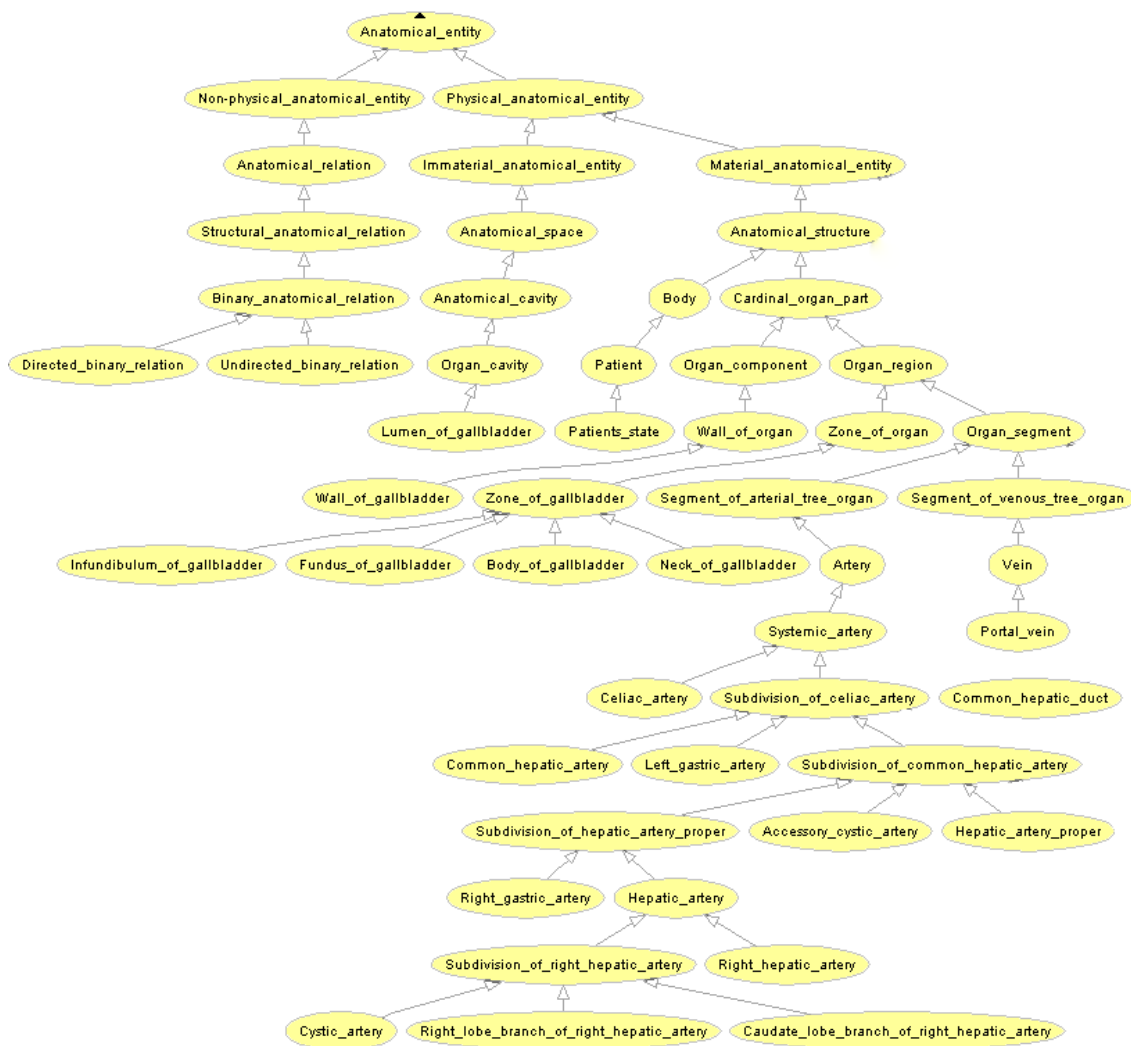 Anatomical_entity
Non-physical_anatomical_entity
Physical_anatomical_entity
Anatomical_relation
Immaterial_anatomical_entity
Material_anatomical_entity
Structural_anatomical_relation
Anatomical_space
Anatomical_structure
Binary_anatomical_relation
Anatomical_cavity
Body
Cardinal_organ_part
Directed_binary_relation
Undirected_binary_relation
Organ_cavity
Patient
Organ_component
Organ_region
Lumen_of_gallbladder
Patients_state
Wall_of_organ
Zone_of_organ
Organ_segment
Wall_of_gallbladder
Zone_of_gallbladder
Segment_of_arterial_tree_organ
Segment_of_venous_tree_organ
Infundibulum_of_gallbladder
Fundus_of_gallbladder
Body_of_gallbladder
Neck_of_gallbladder
Artery
Vein
Systemic_artery
Portal_vein
Celiac_artery
Subdivision_of_celiac_artery
Common_hepatic_duct
Common_hepatic_artery
Left_gastric_artery
Subdivision_of_common_hepatic_artery
Subdivision_of_hepatic_artery_proper
Accessory_cystic_artery
Hepatic_artery_proper
Right_gastric_artery
Hepatic_artery
Subdivision_of_right_hepatic_artery
Right_hepatic_artery
Cystic_artery
Right_lobe_branch_of_right_hepatic_artery
Caudate_lobe_branch_of_right_hepatic_artery